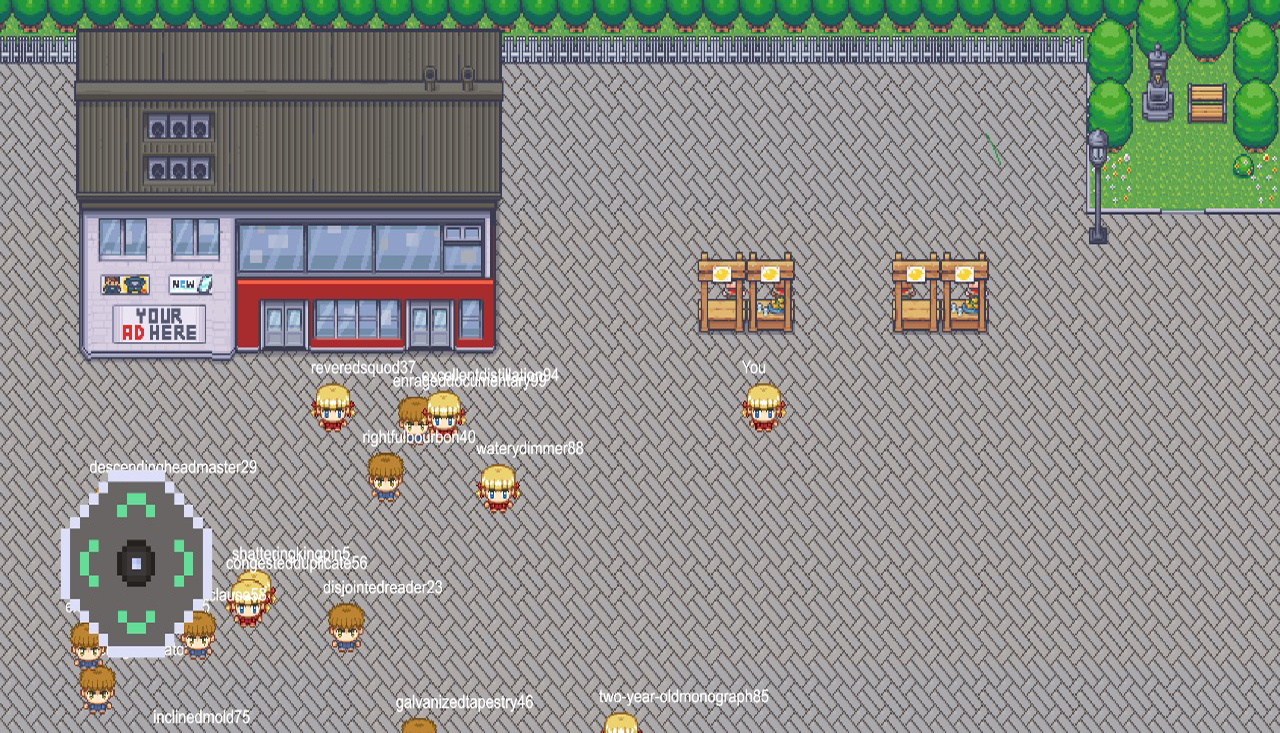 NEW
YOUR
AD HERE
reveredsquod37
excellentdistillation94
enrageddocumentary99
You
rightfulbourbon40
waterydimmer88
descendingheadmaster29
shatteringkingpin5
congestedduplicate56
disjointedreader23
two-year-oldmonograph85
galvanizedtapestry46
inclinedmold75